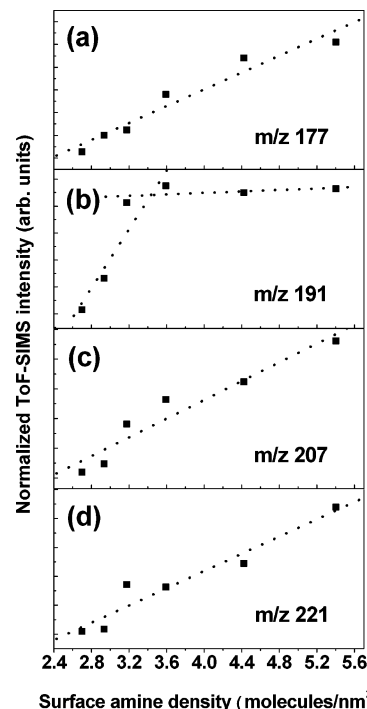 Normalized ToF-SIMS intensity (arb. units)
(a)
m/z 177
(b)
m/z 191
(c)
m/z 207
(d)
m/z 221
2.4 2.8 3.2 3.6 4.0 4.4 4.8 5.2 5.6
Surface amine density (molecules/nm